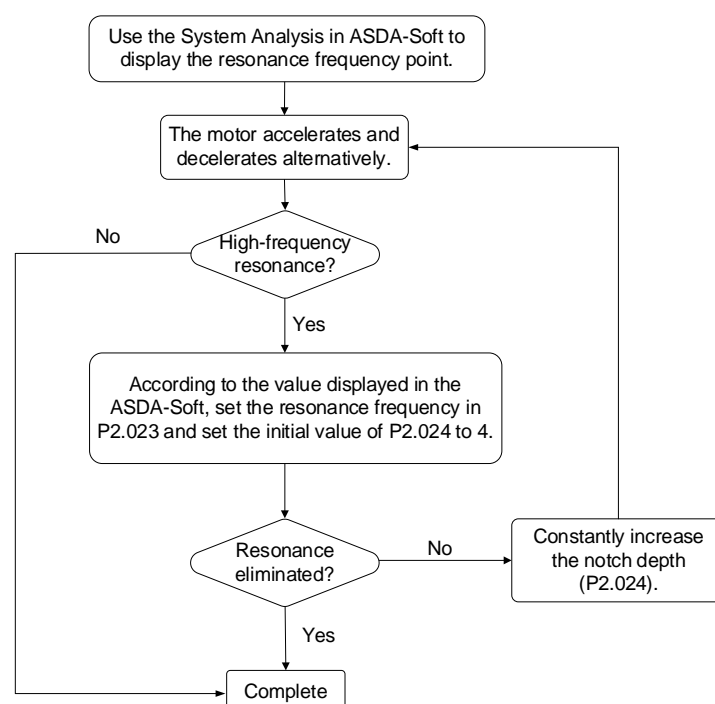 Use the System Analysis in ASDA-Soft to
display the resonance frequency point.
The motor accelerates and
decelerates alternatively.
No
High-frequency
resonance?
Yes
According to the value displayed in the
ASDA-Soft, set the resonance frequency in
P2.023 and set the initial value of P2.024 to 4.
Resonance
eliminated?
No
Constantly increase
the notch depth
(P2.024).
Yes
Complete